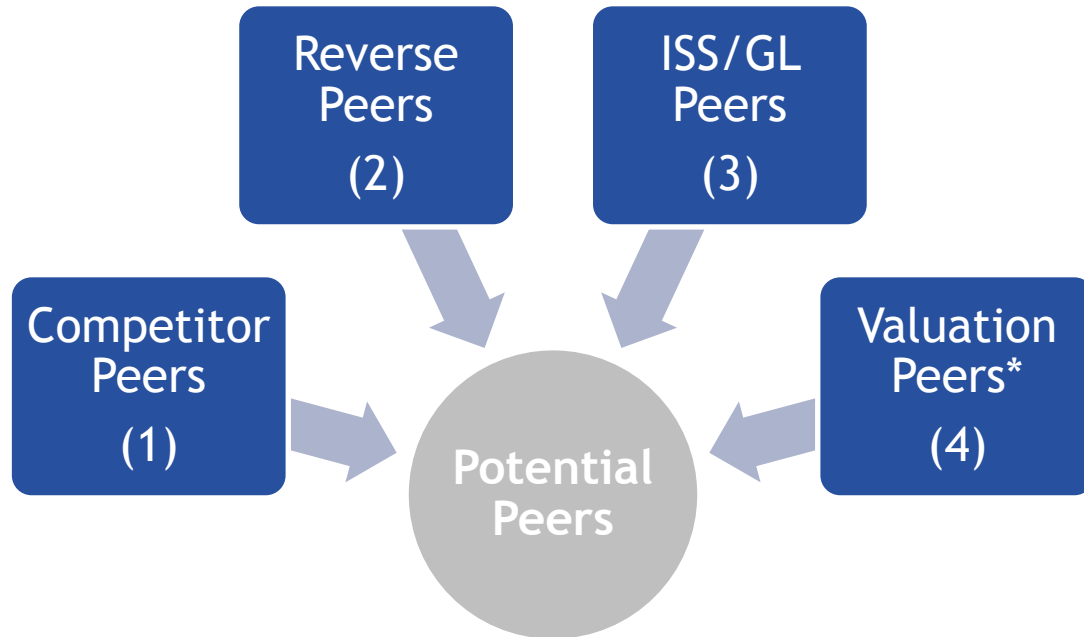 Reverse
Peers
(2)
ISS/GL
Peers
(3)
Competitor
Peers
(1)
Valuation
Peers*
(4)
Potential
Peers